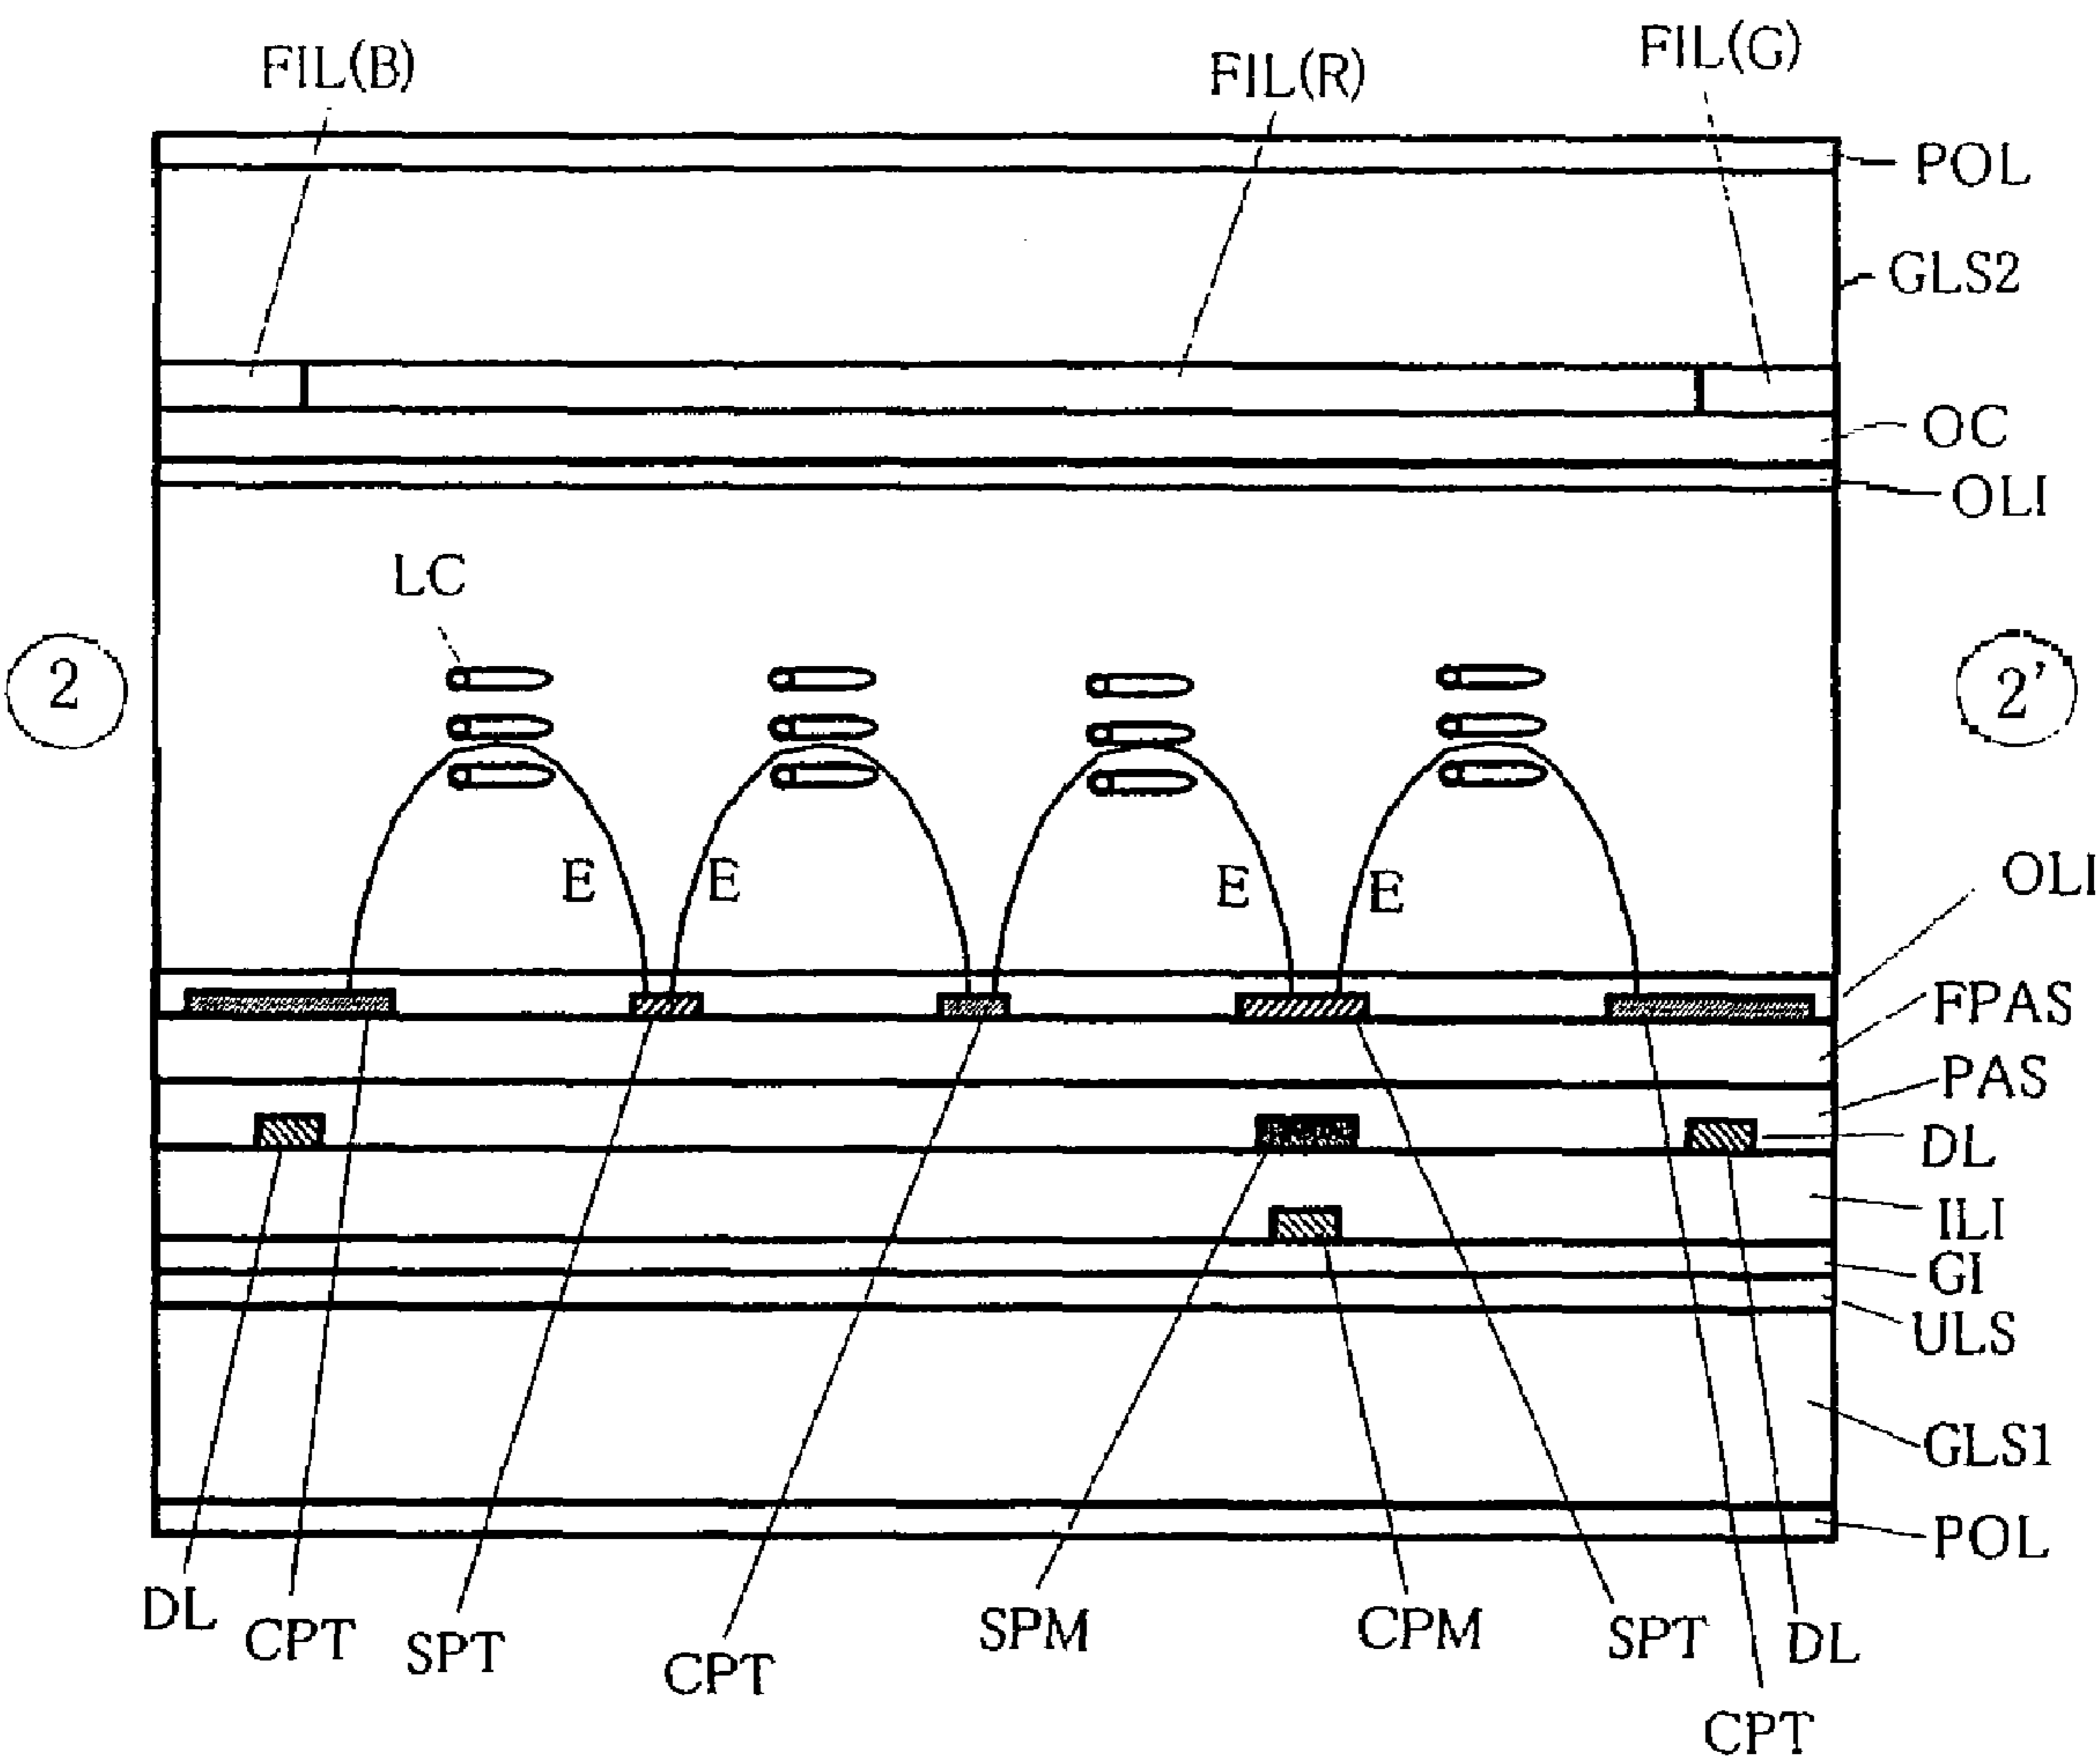 FIL(B)
FIL(R)
FIL(G)
POL
GLS2
OC
OLI
LC
2
2'
E
E
E
E
OLI
FPAS
PAS
DL
ILI
GI
ULS
GLS1
POL
DL
CPT
SPT
CPT
SPM
CPM
SPT
DL
CPT